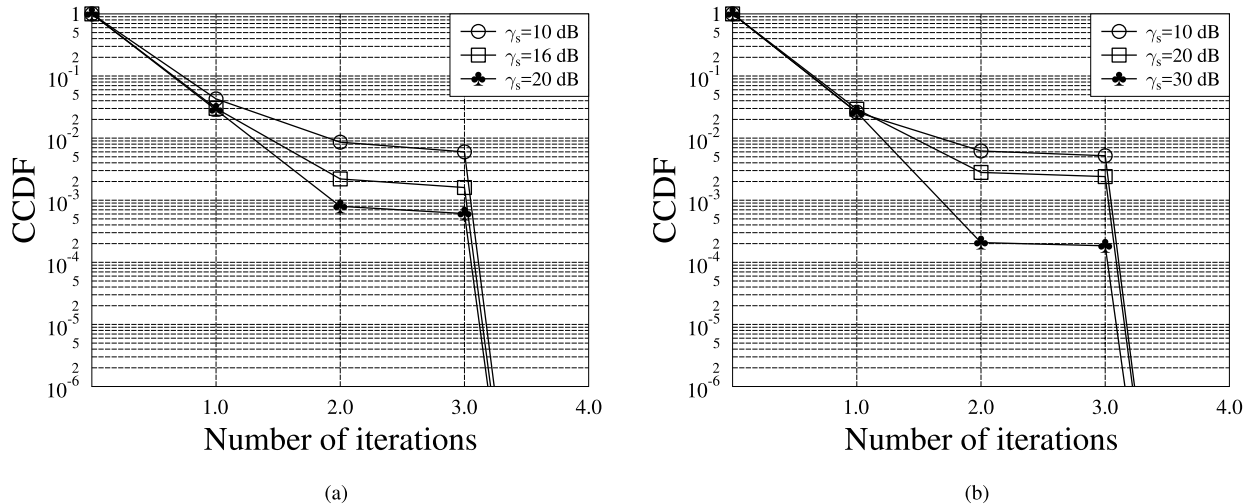 CCDF
1
5
2
10⁻¹
5
2
10⁻²
5
2
10⁻³
5
2
10⁻⁴
5
2
10⁻⁵
5
2
10⁻⁶
1.0 2.0 3.0 4.0
Number of iterations
γs=10 dB
γs=16 dB
γs=20 dB
(a)
CCDF
1
5
2
10⁻¹
5
2
10⁻²
5
2
10⁻³
5
2
10⁻⁴
5
2
10⁻⁵
5
2
10⁻⁶
1.0 2.0 3.0 4.0
Number of iterations
γs=10 dB
γs=20 dB
γs=30 dB
(b)